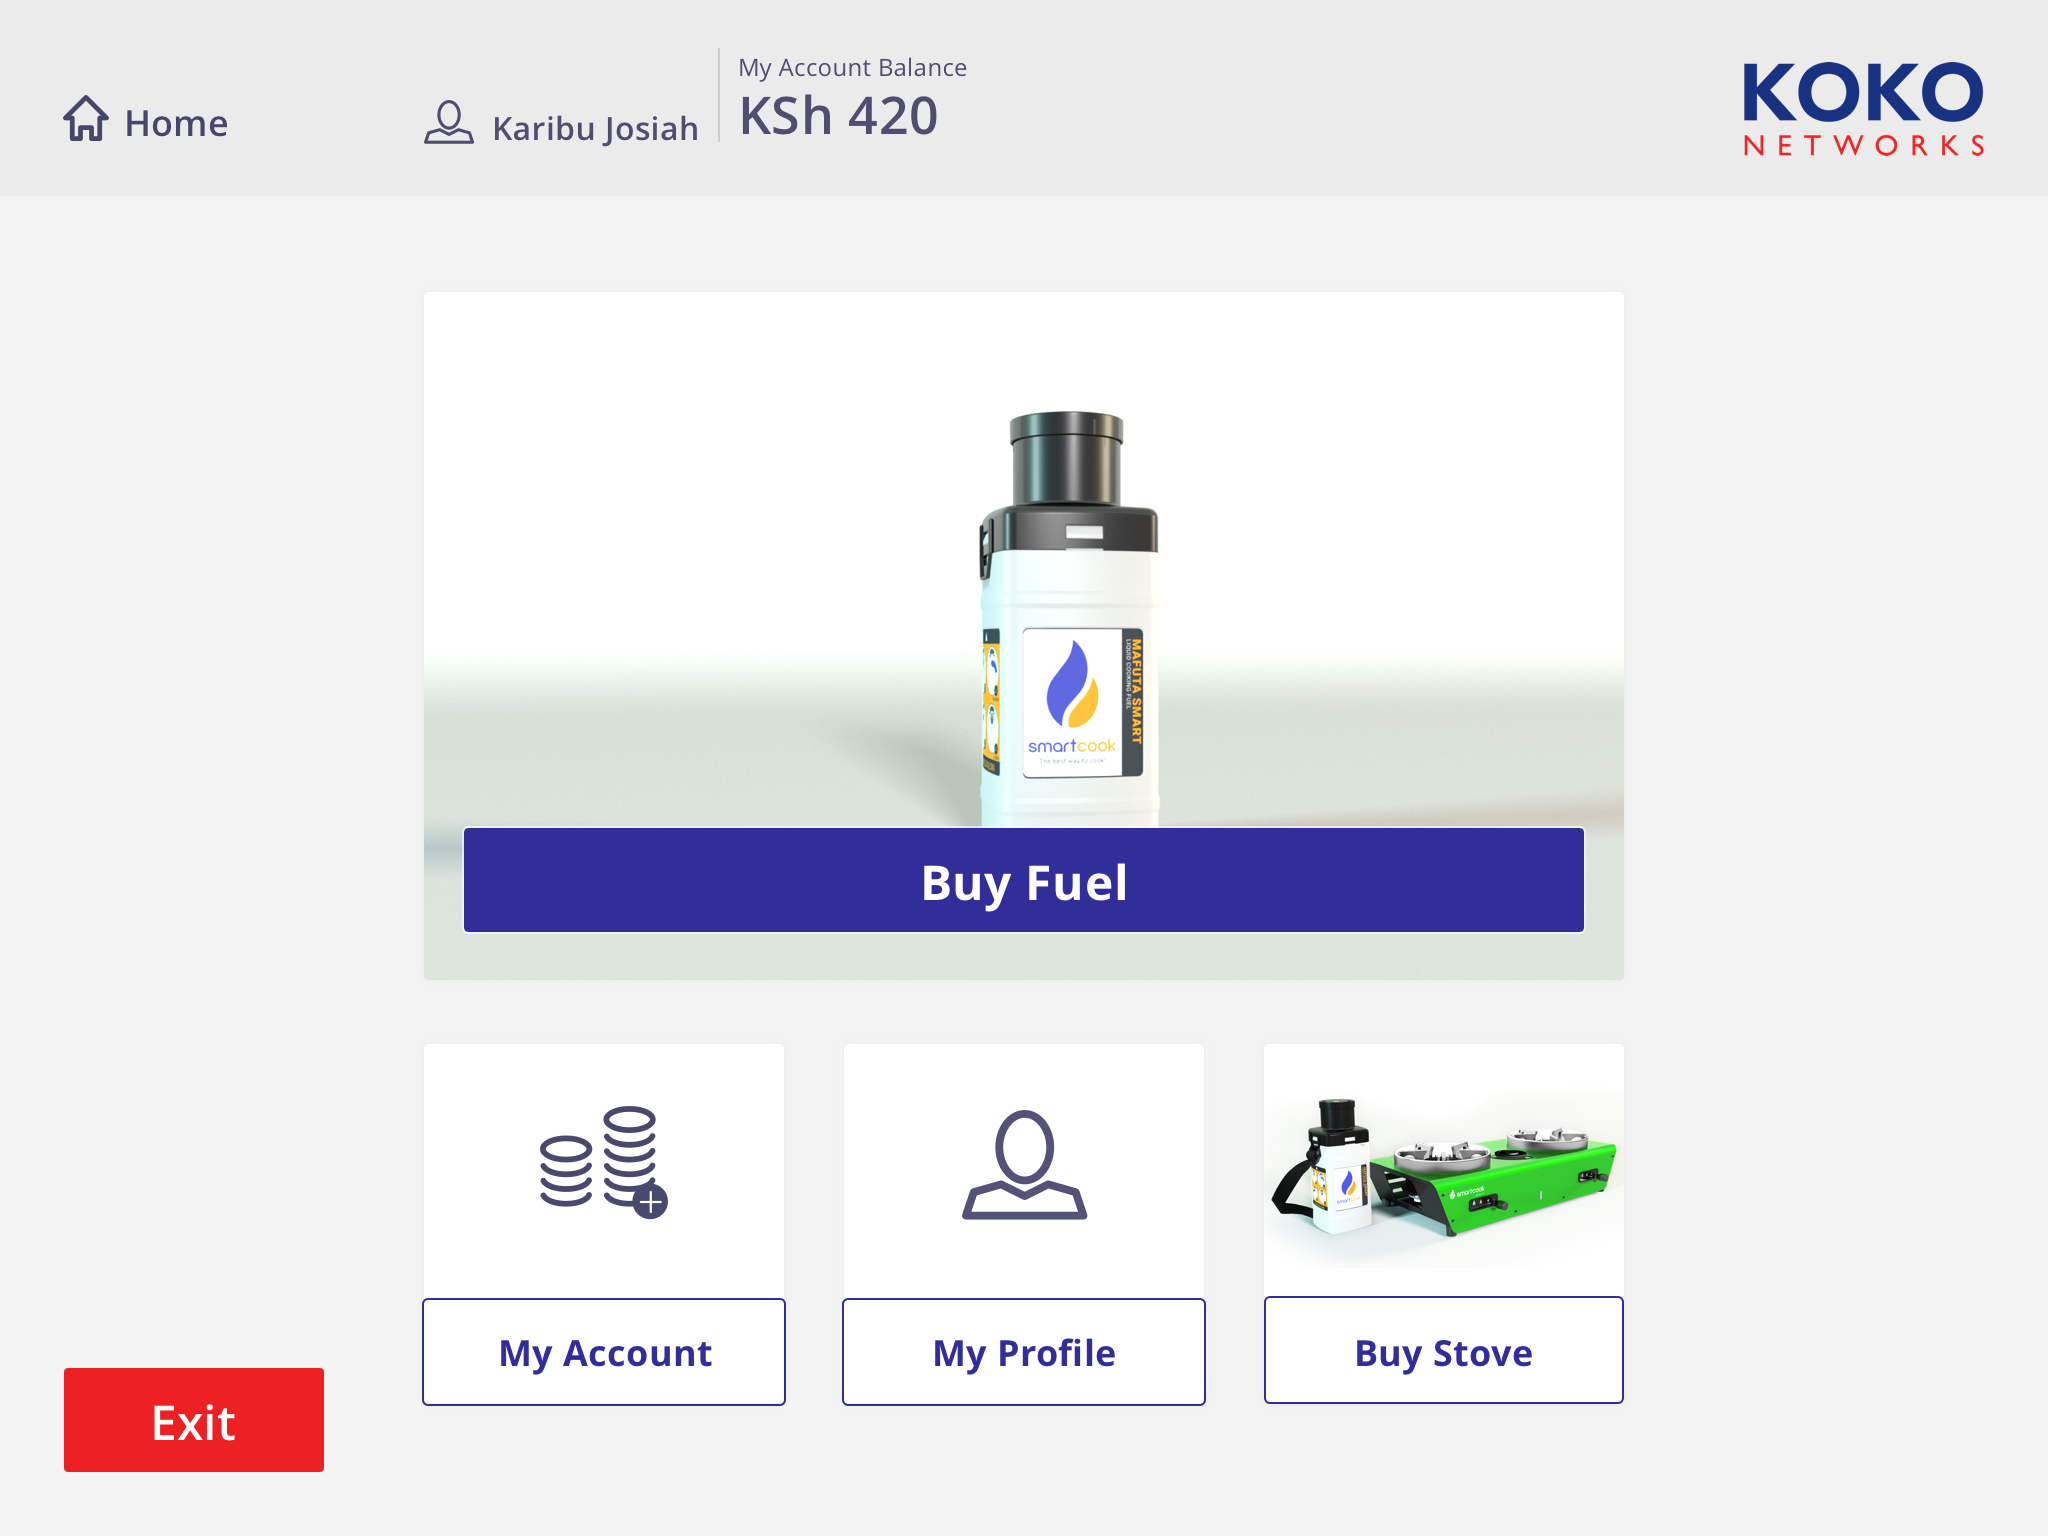 Home
Karibu Josiah
My Account Balance
KSh 420
KOKO
NETWORKS
MAFUTA SMART
LIQUID COOKING FUEL
smartcook
The best way to cook
Buy Fuel
smartcook
My Account
My Profile
Buy Stove
Exit